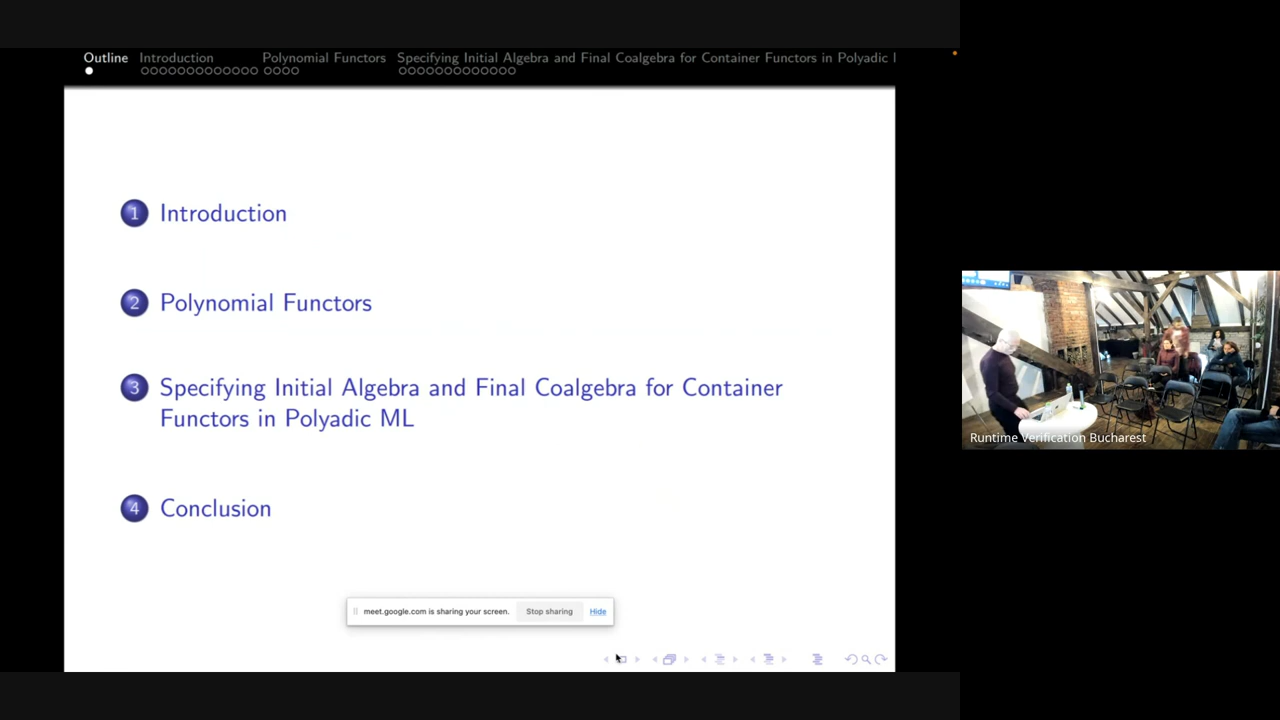 Outline
Introduction
Polynomial Functors
Specifying Initial Algebra and Final Coalgebra for Container Functors in Polyadic
1 Introduction
2 Polynomial Functors
3 Specifying Initial Algebra and Final Coalgebra for Container
Functors in Polyadic ML
4 Conclusion
meet.google.com is sharing your screen.
Stop sharing
Hide
Runtime Verification Bucharest